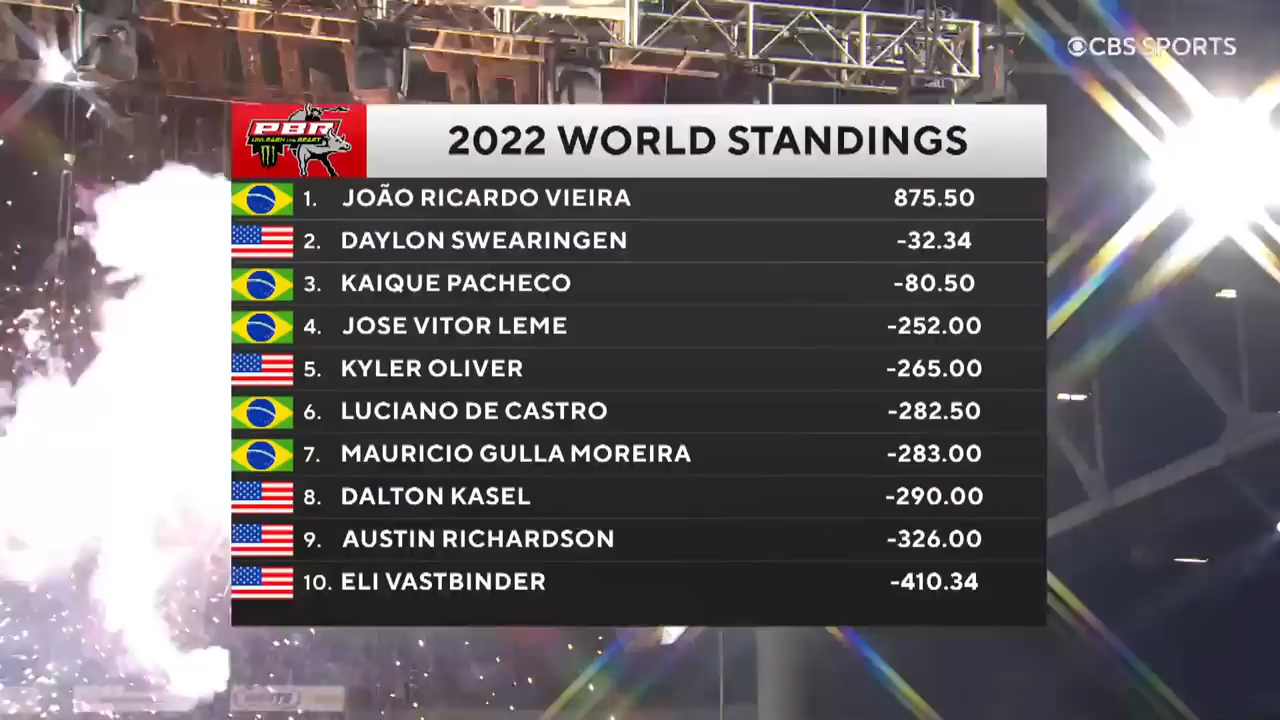 CBS SPORTS
PBR
UNLEASH THE BEAST
2022 WORLD STANDINGS
1. JOÃO RICARDO VIEIRA 875.50
2. DAYLON SWEARINGEN -32.34
3. KAIQUE PACHECO -80.50
4. JOSE VITOR LEME -252.00
5. KYLER OLIVER -265.00
6. LUCIANO DE CASTRO -282.50
7. MAURICIO GULLA MOREIRA -283.00
8. DALTON KASEL -290.00
9. AUSTIN RICHARDSON -326.00
10. ELI VASTBINDER -410.34